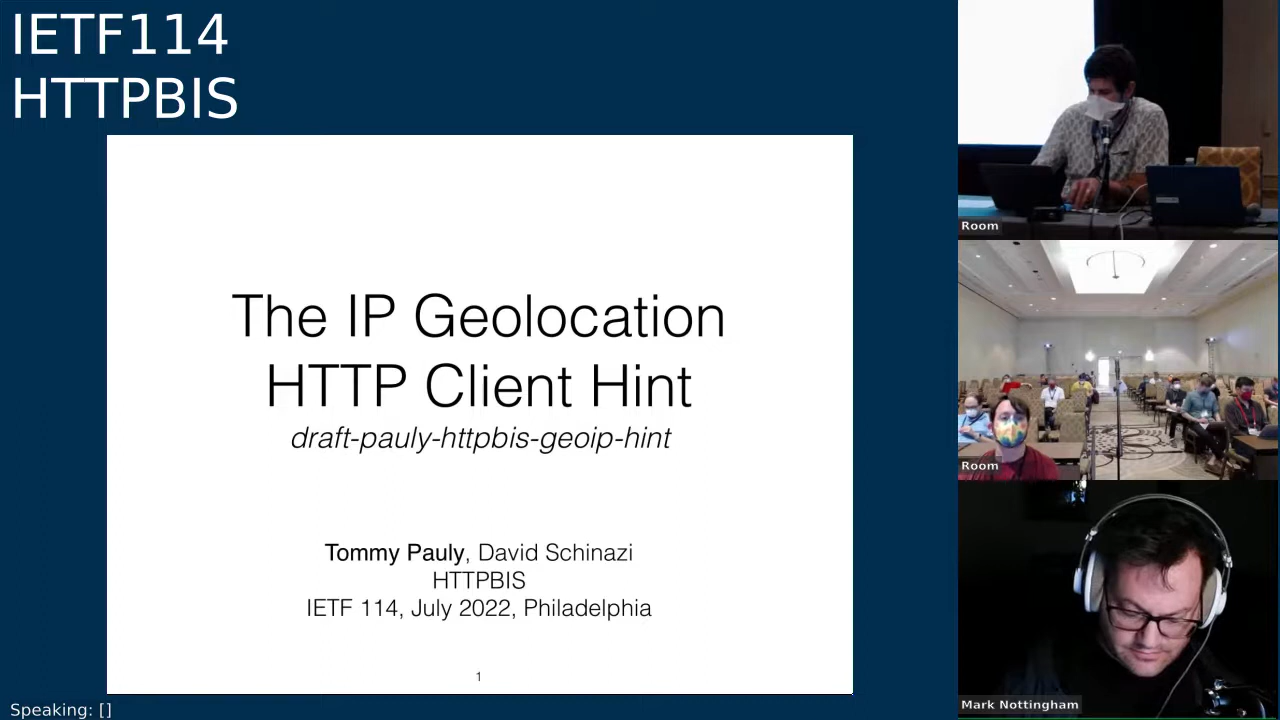 IETF114
HTTPBIS
The IP Geolocation
HTTP Client Hint
draft-pauly-httpbis-geoip-hint
Tommy Pauly, David Schinazi
HTTPBIS
IETF 114, July 2022, Philadelphia
1
Speaking: []
Room
Room
Mark Nottingham